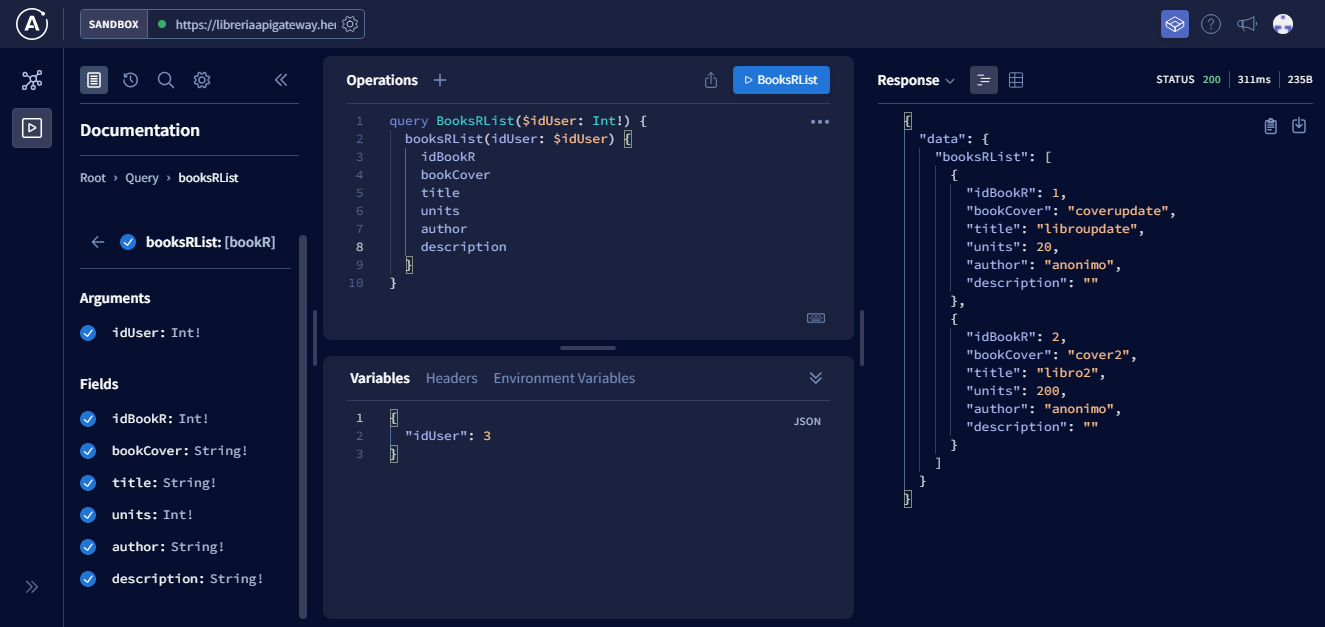 SANDBOX
https://libreriaapigateway.her
Documentation
Root › Query › booksRList
booksRList: [bookR]
Arguments
idUser: Int!
Fields
idBookR: Int!
bookCover: String!
title: String!
units: Int!
author: String!
description: String!
Operations
BooksRList
1 query BooksRList($idUser: Int!) {
2 booksRList(idUser: $idUser) {
3 idBookR
4 bookCover
5 title
6 units
7 author
8 description
9 }
10 }
Variables Headers Environment Variables
JSON
1 {
2 "idUser": 3
3 }
Response
STATUS 200 311ms 235B
{
"data": {
"booksRList": [
{
"idBookR": 1,
"bookCover": "coverupdate",
"title": "libroupdate",
"units": 20,
"author": "anonimo",
"description": ""
},
{
"idBookR": 2,
"bookCover": "cover2",
"title": "libro2",
"units": 200,
"author": "anonimo",
"description": ""
}
]
}
}